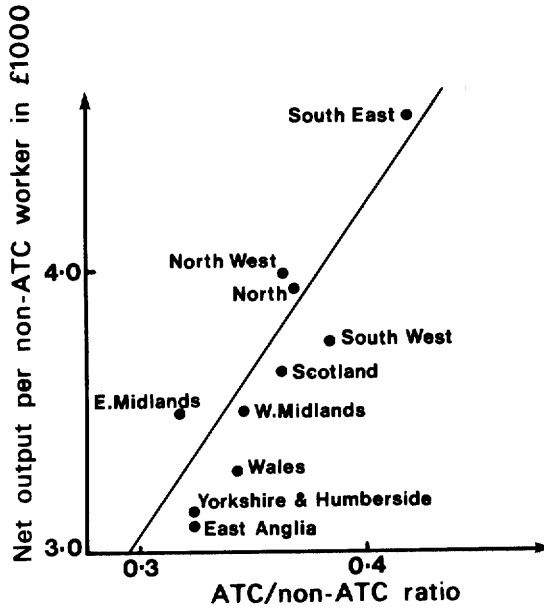 Net output per non-ATC worker in £1000
South East
North West
4.0
North
South West
Scotland
E.Midlands
W.Midlands
Wales
Yorkshire & Humberside
East Anglia
3.0
0.3
0.4
ATC/non-ATC ratio